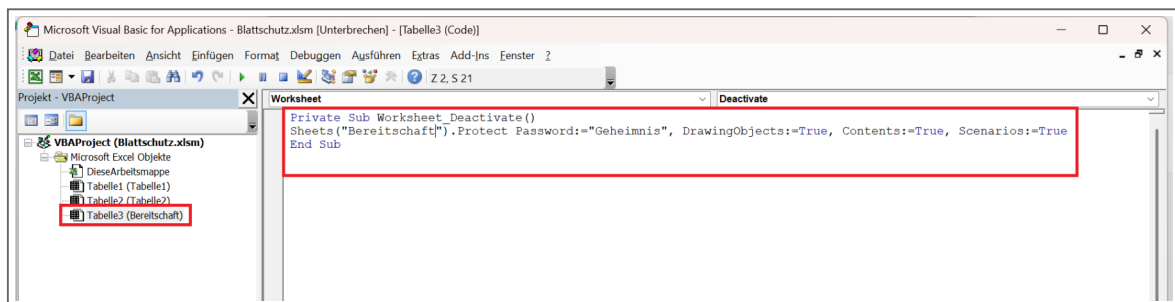 Microsoft Visual Basic for Applications - Blattschutz.xlsm [Unterbrechen] - [Tabelle3 (Code)]
Datei Bearbeiten Ansicht Einfügen Format Debuggen Ausführen Extras Add-Ins Fenster ?
Z 2, S 21
Projekt - VBAProject
Worksheet Deactivate
Private Sub Worksheet_Deactivate()
Sheets("Bereitschaft").Protect Password:="Geheimnis", DrawingObjects:=True, Contents:=True, Scenarios:=True
End Sub
VBAProject (Blattschutz.xlsm)
Microsoft Excel Objekte
DieseArbeitsmappe
Tabelle1 (Tabelle1)
Tabelle2 (Tabelle2)
Tabelle3 (Bereitschaft)